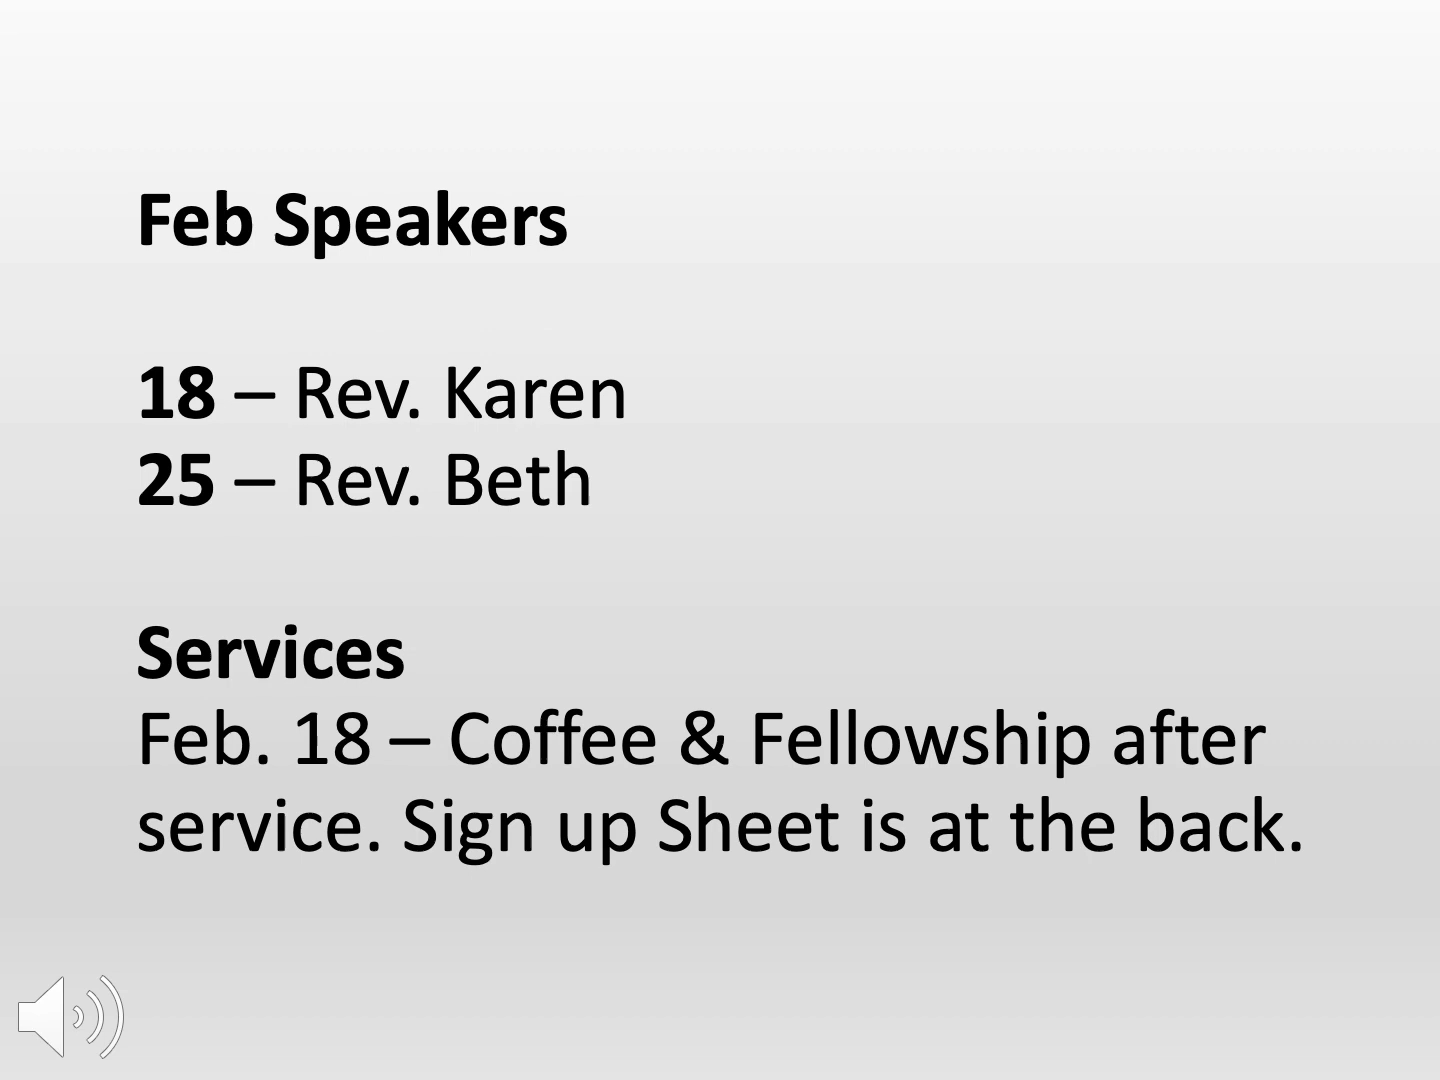 Feb Speakers
18 – Rev. Karen
25 – Rev. Beth
Services
Feb. 18 – Coffee & Fellowship after
service. Sign up Sheet is at the back.